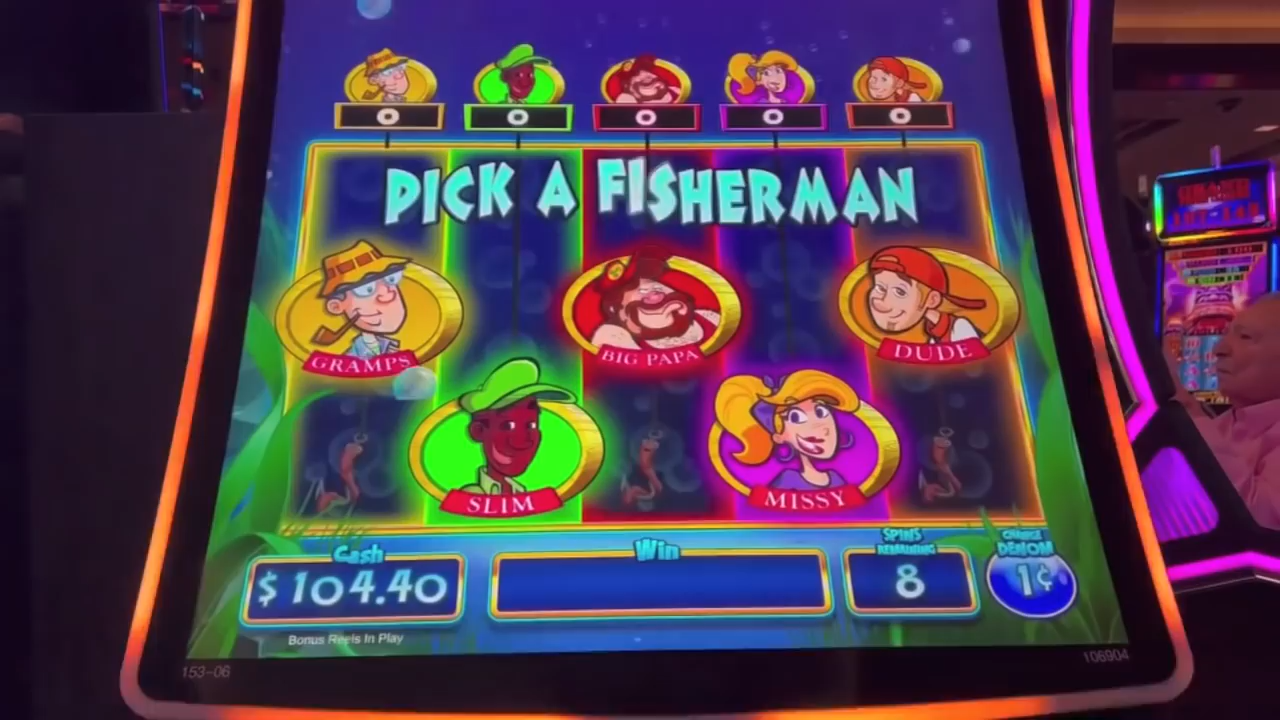 0 0 0 0 0
PICK A FISHERMAN
GRAMPS
BIG PAPA
DUDE
SLIM
MISSY
Cash
Win
SPINS
REMAINING
CHANGE
DENOM
$104.40
8
1¢
Bonus Reels In Play
153-06
106904